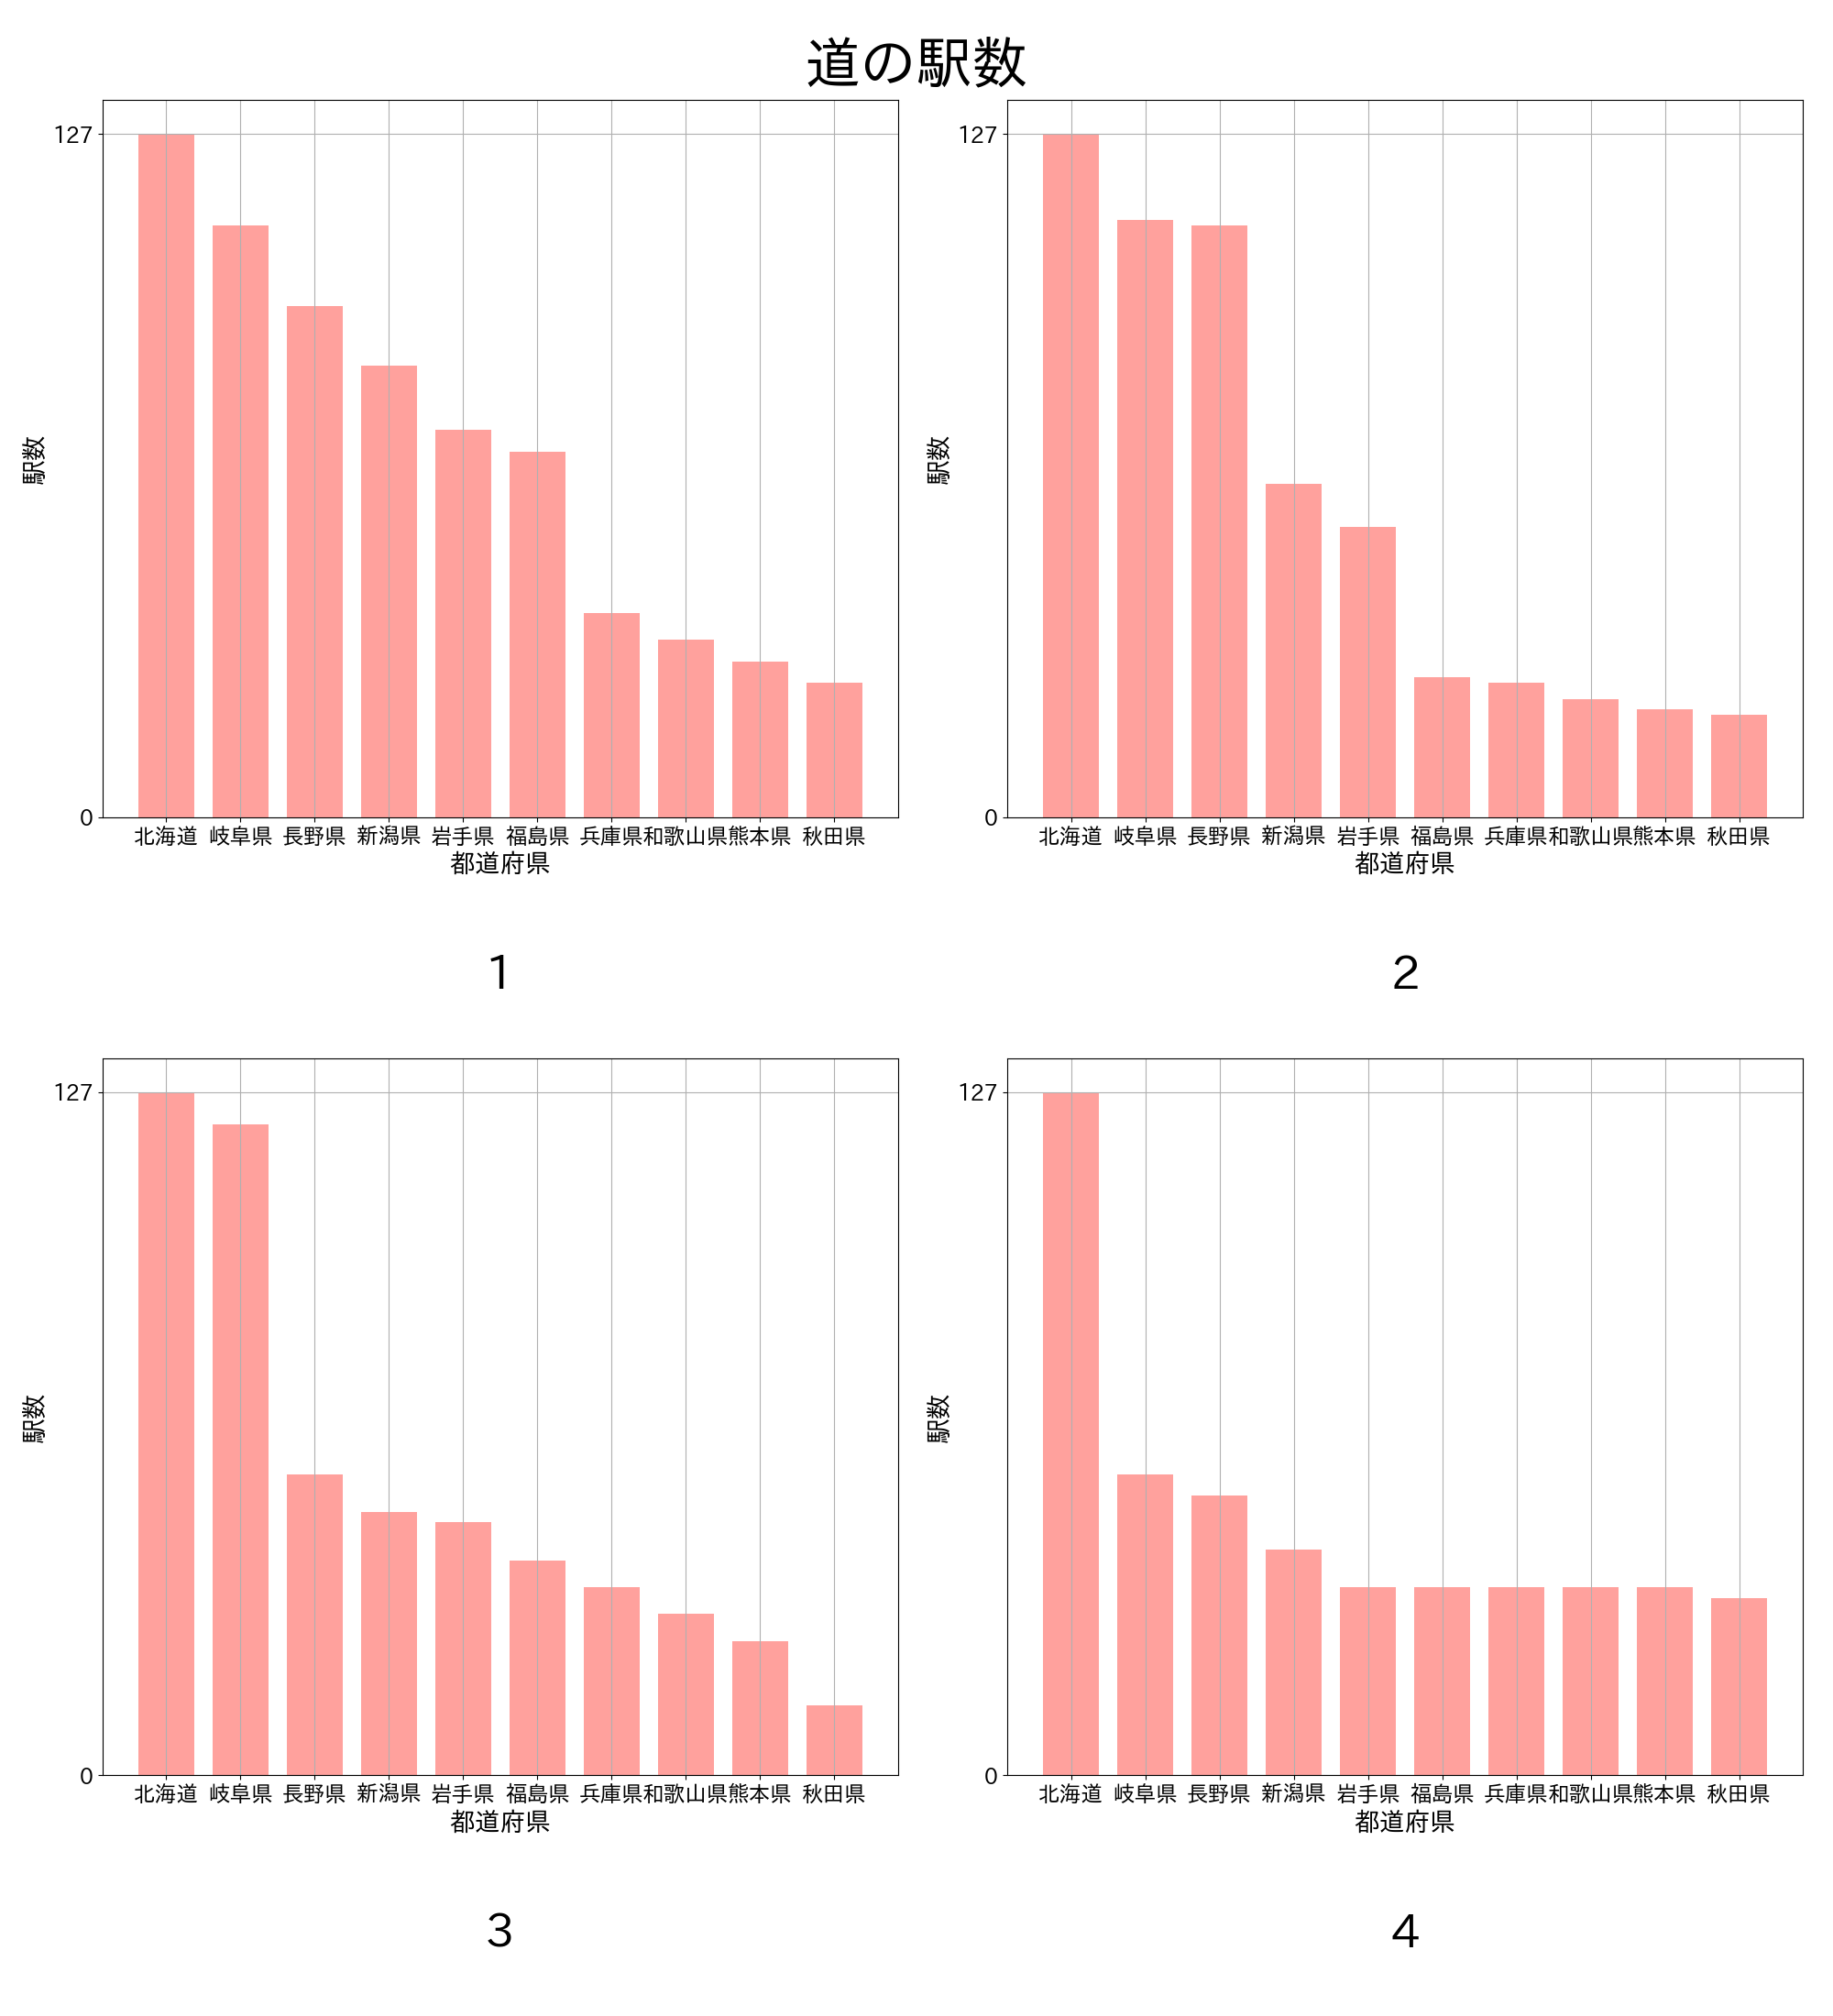 道の駅数
127
0
駅数
北海道 岐阜県 長野県 新潟県 岩手県 福島県 兵庫県 和歌山県 熊本県 秋田県
都道府県
1
127
0
駅数
北海道 岐阜県 長野県 新潟県 岩手県 福島県 兵庫県 和歌山県 熊本県 秋田県
都道府県
2
127
0
駅数
北海道 岐阜県 長野県 新潟県 岩手県 福島県 兵庫県 和歌山県 熊本県 秋田県
都道府県
3
127
0
駅数
北海道 岐阜県 長野県 新潟県 岩手県 福島県 兵庫県 和歌山県 熊本県 秋田県
都道府県
4